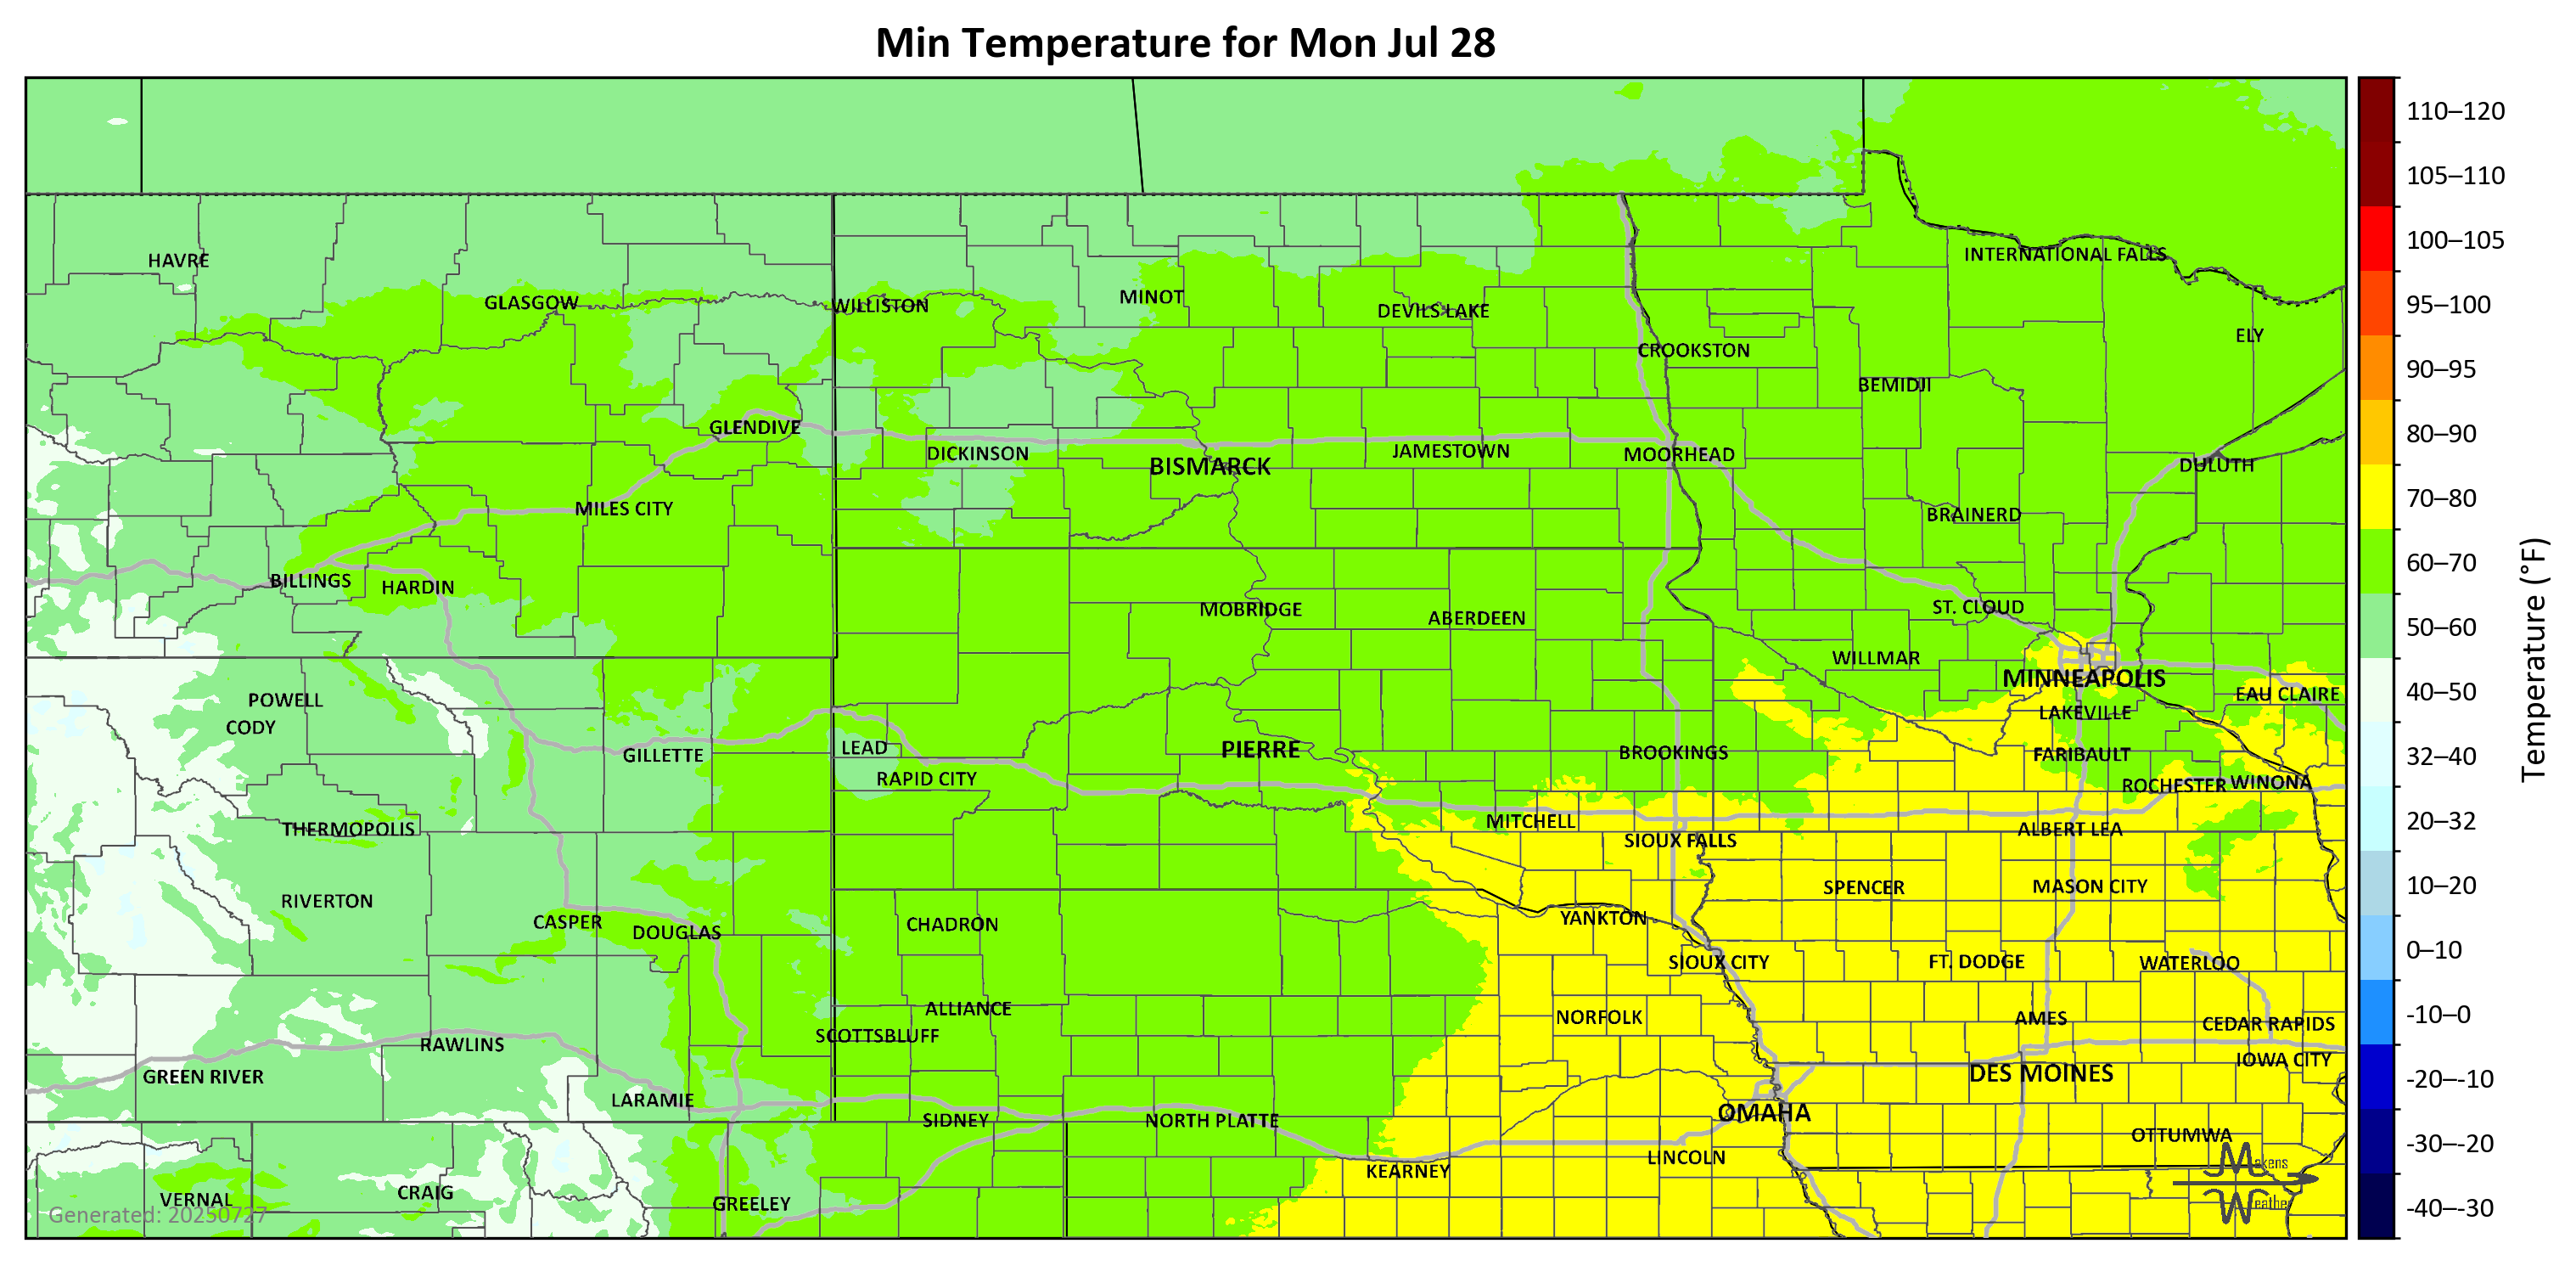 Min Temperature for Mon Jul 28
HAVRE
GLASGOW
WILLISTON
MINOT
DEVILS LAKE
INTERNATIONAL FALLS
ELY
CROOKSTON
BEMIDJI
GLENDIVE
DICKINSON
BISMARCK
JAMESTOWN
MOORHEAD
DULUTH
MILES CITY
BRAINERD
BILLINGS
HARDIN
MOBRIDGE
ABERDEEN
ST. CLOUD
WILLMAR
MINNEAPOLIS
EAU CLAIRE
POWELL
CODY
LAKEVILLE
GILLETTE
LEAD
RAPID CITY
PIERRE
BROOKINGS
FARIBAULT
ROCHESTER
WINONA
THERMOPOLIS
MITCHELL
SIOUX FALLS
ALBERT LEA
RIVERTON
SPENCER
MASON CITY
CASPER
DOUGLAS
CHADRON
YANKTON
SIOUX CITY
FT. DODGE
WATERLOO
ALLIANCE
NORFOLK
AMES
CEDAR RAPIDS
SCOTTSBLUFF
RAWLINS
IOWA CITY
GREEN RIVER
DES MOINES
LARAMIE
SIDNEY
NORTH PLATTE
OMAHA
OTTUMWA
KEARNEY
LINCOLN
VERNAL
CRAIG
GREELEY
Generated: 20250727
Makens
Weather
110–120
105–110
100–105
95–100
90–95
80–90
70–80
60–70
50–60
40–50
32–40
20–32
10–20
0–10
-10–0
-20–-10
-30–-20
-40–-30
Temperature (°F)